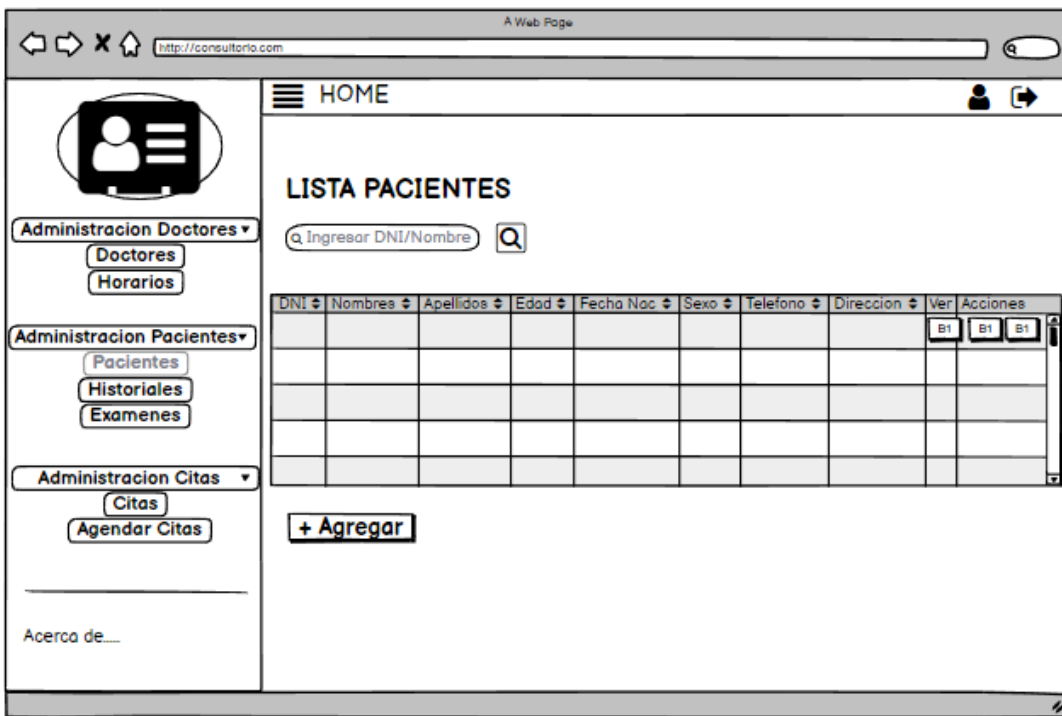 A Web Page
http://consultorio.com
HOME
Administracion Doctores
Doctores
Horarios
Administracion Pacientes
Pacientes
Historiales
Examenes
Administracion Citas
Citas
Agendar Citas
Acerca de.....
LISTA PACIENTES
Ingresar DNI/Nombre
DNI Nombres Apellidos Edad Fecha Nac Sexo Telefono Direccion Ver Acciones
B1 B1 B1
+ Agregar